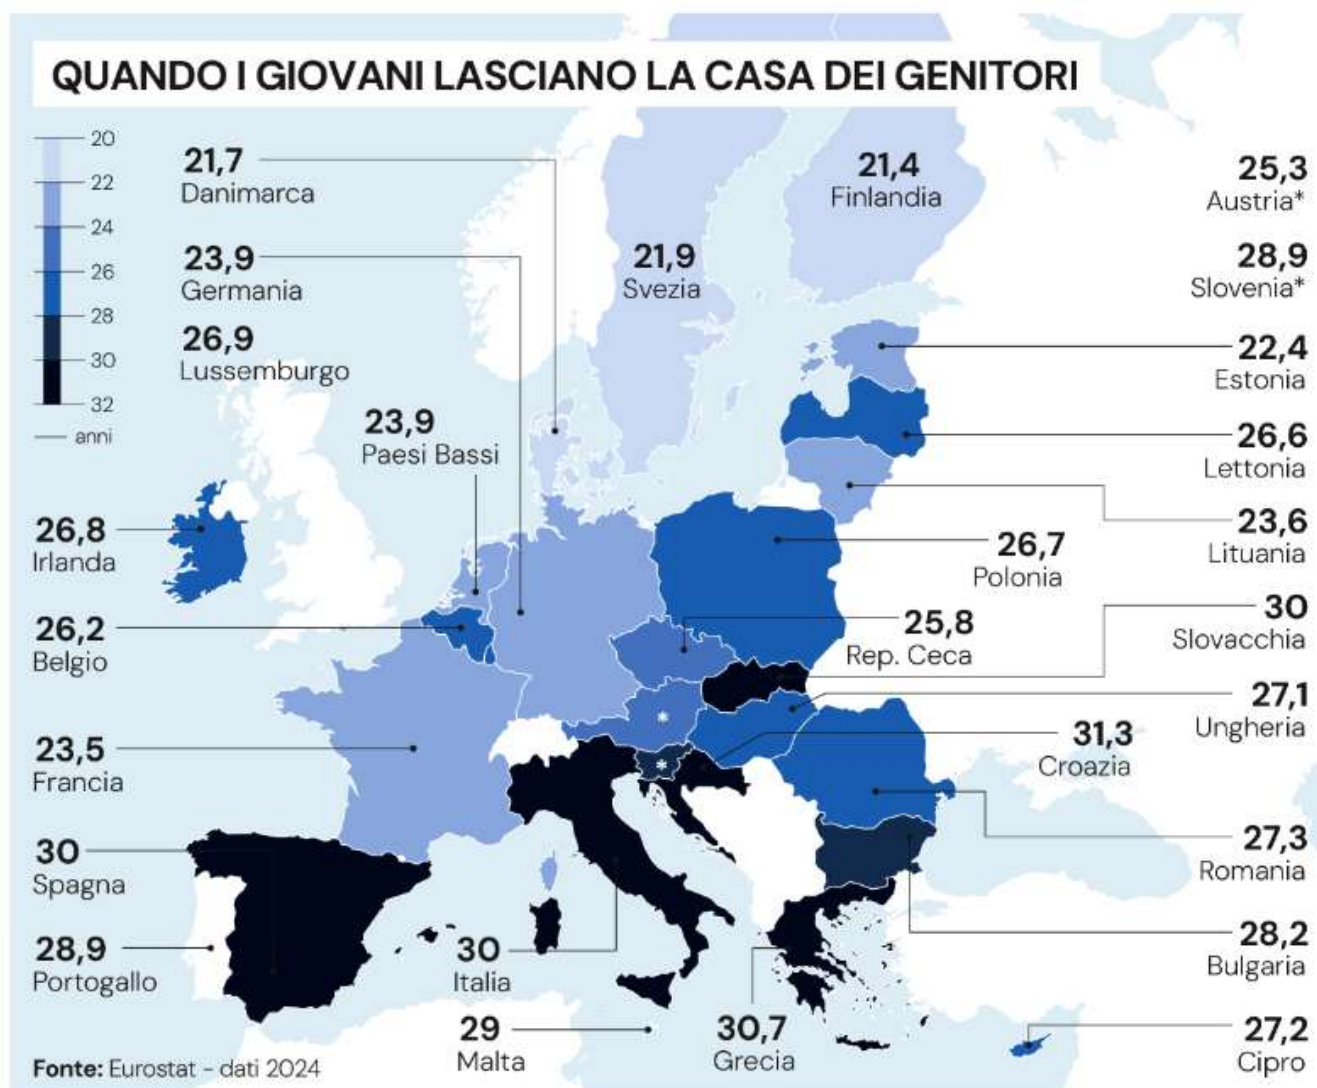 QUANDO I GIOVANI LASCIANO LA CASA DEI GENITORI
20
22
24
26
28
30
32
anni
21,7
Danimarca
23,9
Germania
26,9
Lussemburgo
23,9
Paesi Bassi
21,9
Svezia
21,4
Finlandia
25,3
Austria*
28,9
Slovenia*
22,4
Estonia
26,6
Lettonia
23,6
Lituania
26,7
Polonia
30
Slovacchia
25,8
Rep. Ceca
27,1
Ungheria
31,3
Croazia
27,3
Romania
28,2
Bulgaria
27,2
Cipro
26,8
Irlanda
26,2
Belgio
23,5
Francia
30
Spagna
28,9
Portogallo
30
Italia
29
Malta
30,7
Grecia
*
*
Fonte: Eurostat - dati 2024